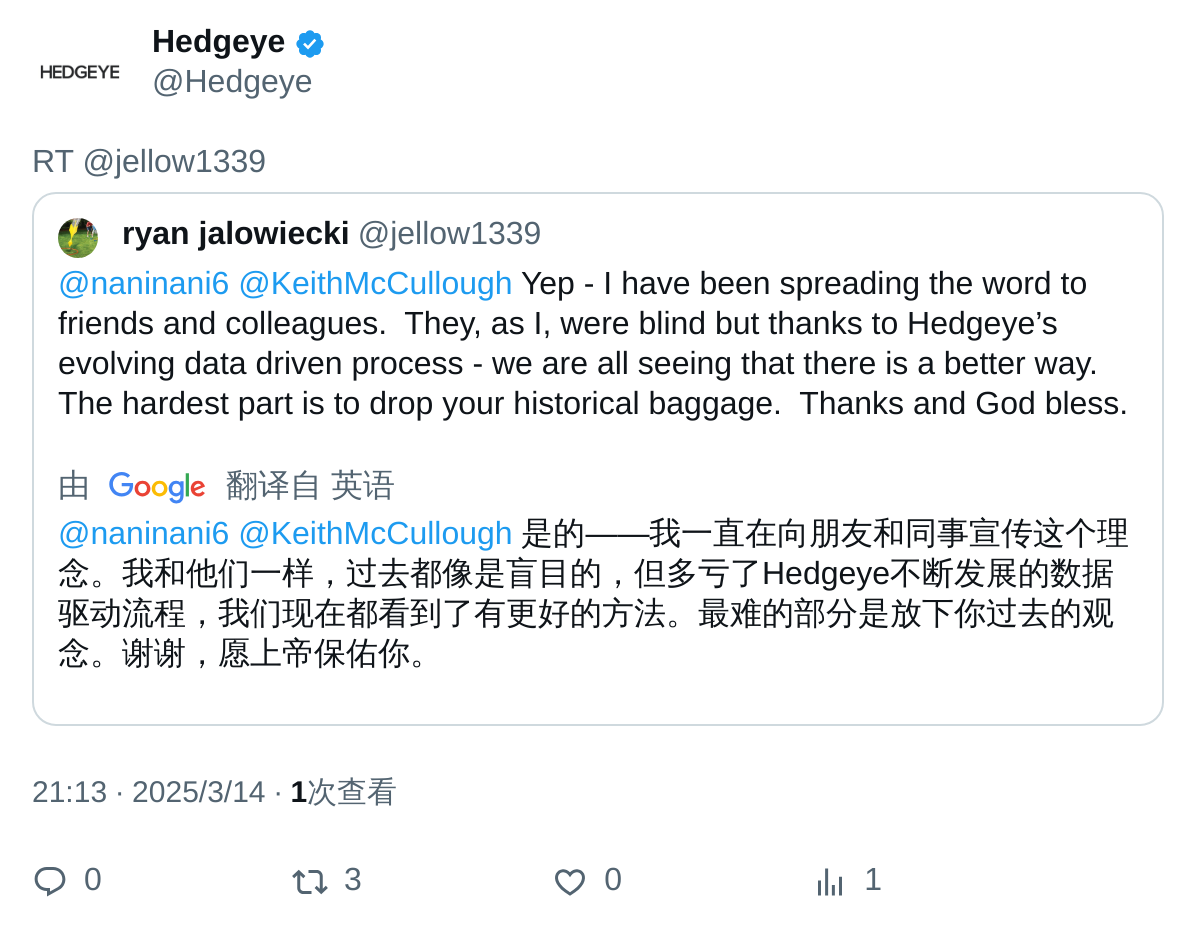 HEDGEYE
Hedgeye
@Hedgeye
RT @jellow1339
ryan jalowiecki @jellow1339
@naninani6 @KeithMcCullough Yep - I have been spreading the word to
friends and colleagues.  They, as I, were blind but thanks to Hedgeye’s
evolving data driven process - we are all seeing that there is a better way.
The hardest part is to drop your historical baggage.  Thanks and God bless.
由 Google 翻译自 英语
@naninani6 @KeithMcCullough 是的——我一直在向朋友和同事宣传这个理
念。我和他们一样，过去都像是盲目的，但多亏了Hedgeye不断发展的数据
驱动流程，我们现在都看到了有更好的方法。最难的部分是放下你过去的观
念。谢谢，愿上帝保佑你。
21:13 · 2025/3/14 · 1次查看
0 3 0 1